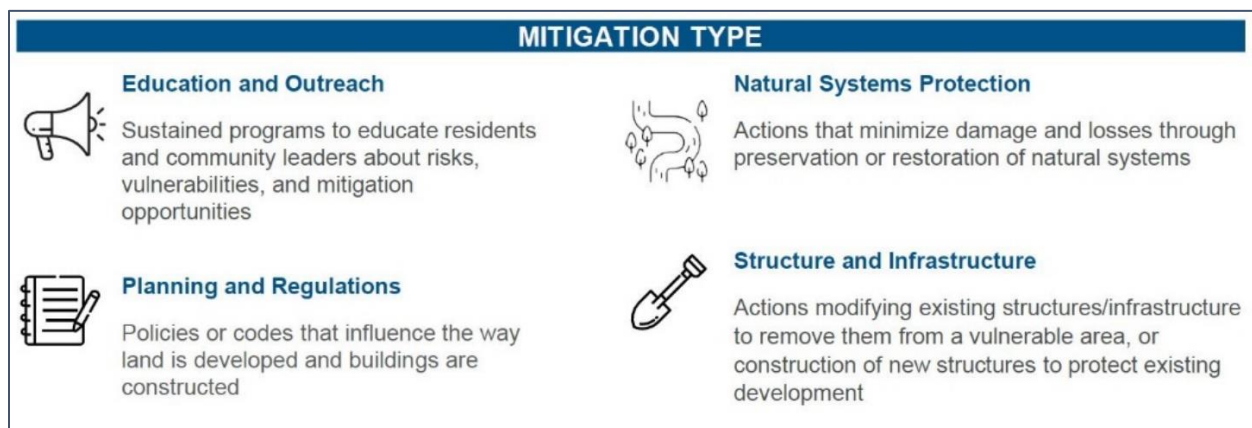 MITIGATION TYPE
Education and Outreach
Sustained programs to educate residents
and community leaders about risks,
vulnerabilities, and mitigation
opportunities
Natural Systems Protection
Actions that minimize damage and losses through
preservation or restoration of natural systems
Planning and Regulations
Policies or codes that influence the way
land is developed and buildings are
constructed
Structure and Infrastructure
Actions modifying existing structures/infrastructure
to remove them from a vulnerable area, or
construction of new structures to protect existing
development